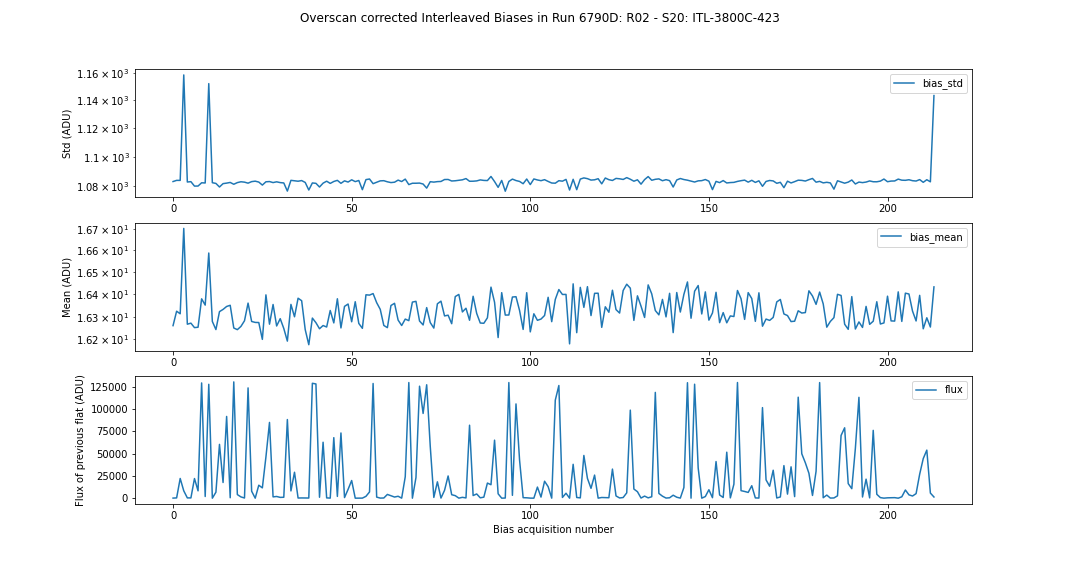 Overscan corrected Interleaved Biases in Run 6790D: R02 - S20: ITL-3800C-423
Std (ADU)
1.16 × 10³
1.14 × 10³
1.12 × 10³
1.1 × 10³
1.08 × 10³
bias_std
0 50 100 150 200
Mean (ADU)
1.67 × 10¹
1.66 × 10¹
1.65 × 10¹
1.64 × 10¹
1.63 × 10¹
1.62 × 10¹
bias_mean
0 50 100 150 200
Flux of previous flat (ADU)
125000
100000
75000
50000
25000
0
flux
0 50 100 150 200
Bias acquisition number